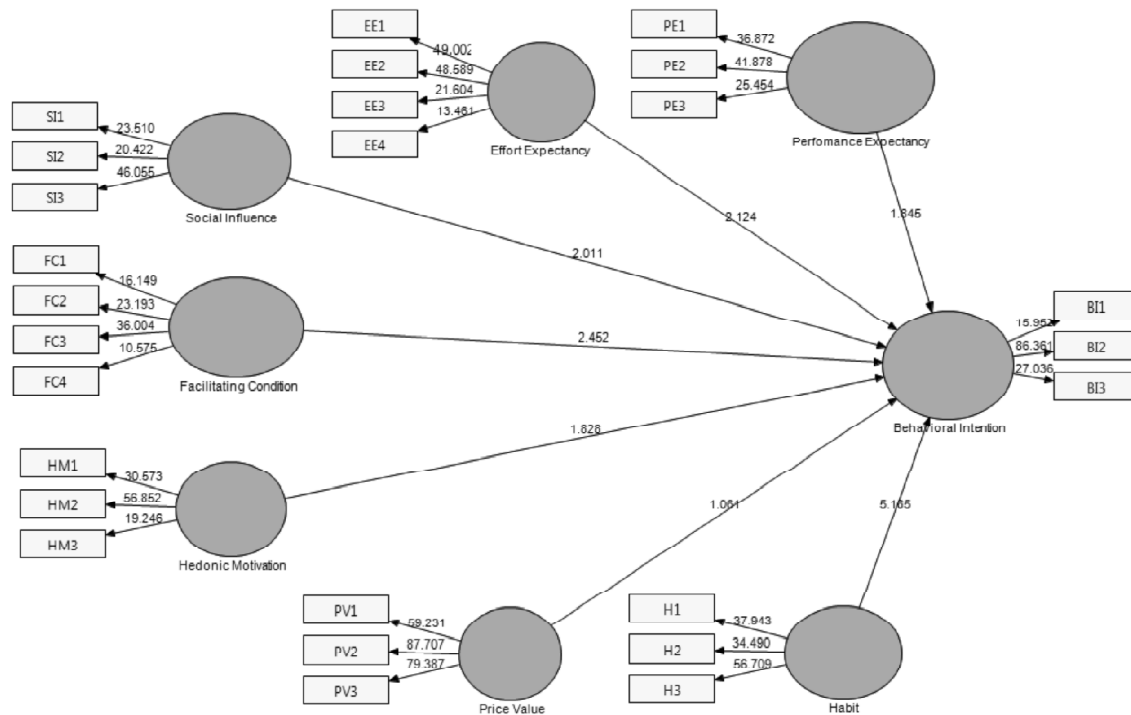 EE1
49.002
EE2
48.589
EE3
21.604
EE4
13.461
Effort Expectancy
PE1
36.872
PE2
41.878
PE3
25.454
Perfomance Expectancy
SI1
23.510
SI2
20.422
SI3
46.055
Social Influence
2.124
1.845
2.011
FC1
16.149
FC2
23.193
FC3
36.004
FC4
10.575
Facilitating Condition
2.452
BI1
15.952
BI2
86.361
BI3
27.036
Behavioral Intention
HM1
30.573
HM2
56.852
HM3
19.246
Hedonic Motivation
1.828
1.061
5.165
PV1
59.231
PV2
87.707
PV3
79.387
Price Value
H1
37.943
H2
34.490
H3
56.709
Habit